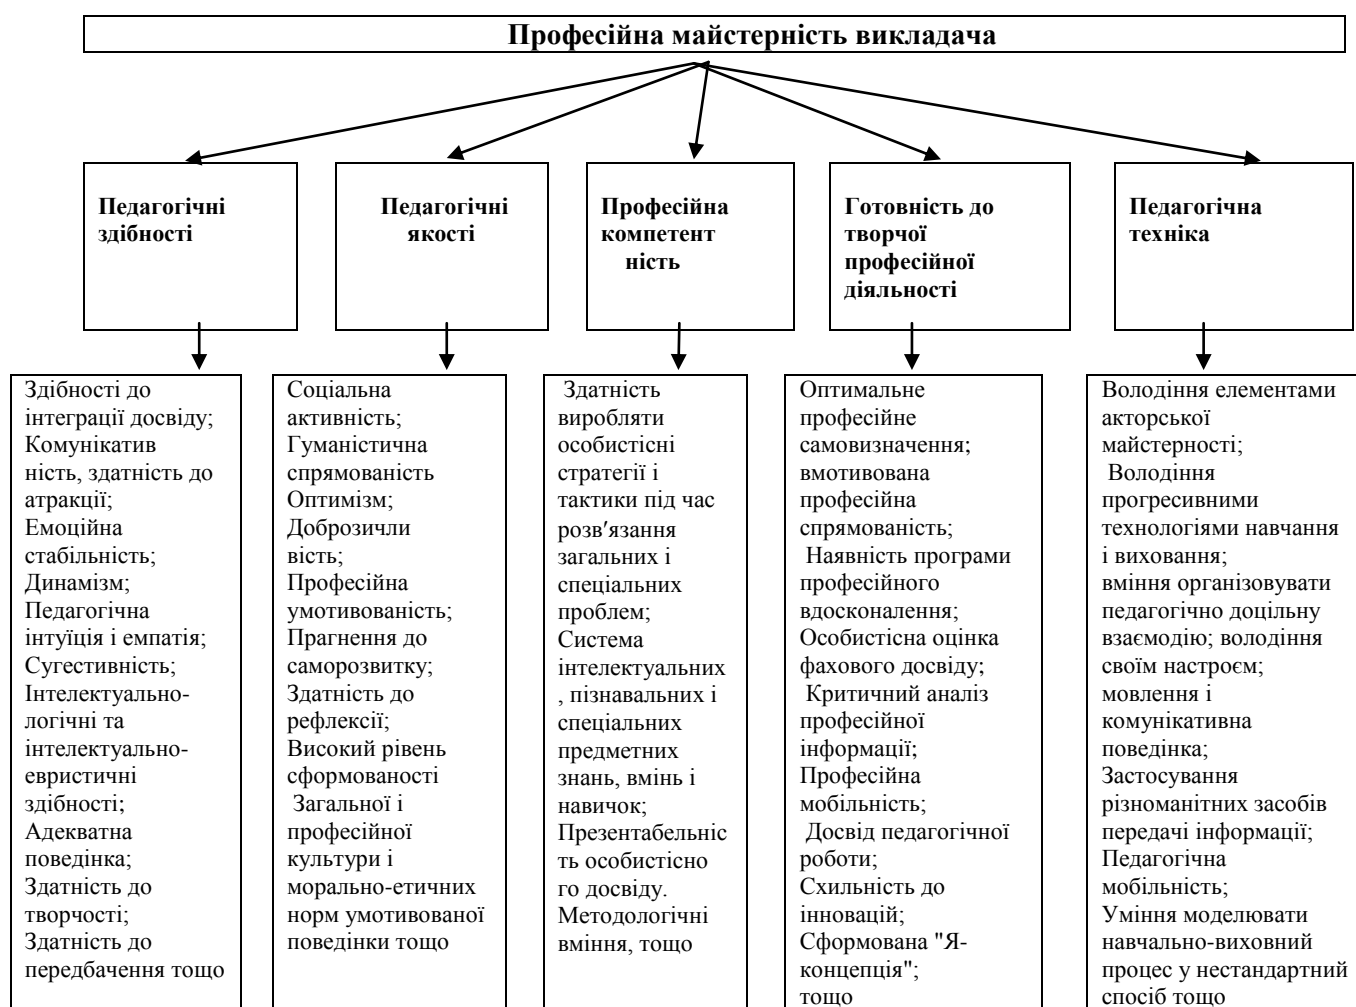 Професійна майстерність викладача
Педагогічні
здібності
Педагогічні
якості
Професійна
компетент
ність
Готовність до
творчої
професійної
діяльності
Педагогічна
техніка
Здібності до
інтеграції досвіду;
Комунікатив
ність, здатність до
атракції;
Емоційна
стабільність;
Динамізм;
Педагогічна
інтуїція і емпатія;
Сугестивність;
Інтелектуально-
логічні та
інтелектуально-
евристичні
здібності;
Адекватна
поведінка;
Здатність до
творчості;
Здатність до
передбачення тощо
Соціальна
активність;
Гуманістична
спрямованість
Оптимізм;
Доброзичли
вість;
Професійна
умотивованість;
Прагнення до
саморозвитку;
Здатність до
рефлексії;
Високий рівень
сформованості
Загальної і
професійної
культури і
морально-етичних
норм умотивованої
поведінки тощо
Здатність
виробляти
особистісні
стратегії і
тактики під час
розв′язання
загальних і
спеціальних
проблем;
Система
інтелектуальних
, пізнавальних і
спеціальних
предметних
знань, вмінь і
навичок;
Презентабельніс
ть особистісно
го досвіду.
Методологічні
вміння, тощо
Оптимальне
професійне
самовизначення;
вмотивована
професійна
спрямованість;
Наявність програми
професійного
вдосконалення;
Особистісна оцінка
фахового досвіду;
Критичний аналіз
професійної
інформації;
Професійна
мобільність;
Досвід педагогічної
роботи;
Схильність до
інновацій;
Сформована "Я-
концепція";
тощо
Володіння елементами
акторської
майстерності;
Володіння
прогресивними
технологіями навчання
і виховання;
вміння організовувати
педагогічно доцільну
взаємодію; володіння
своїм настроєм;
мовлення і
комунікативна
поведінка;
Застосування
різноманітних засобів
передачі інформації;
Педагогічна
мобільність;
Уміння моделювати
навчально-виховний
процес у нестандартний
спосіб тощо